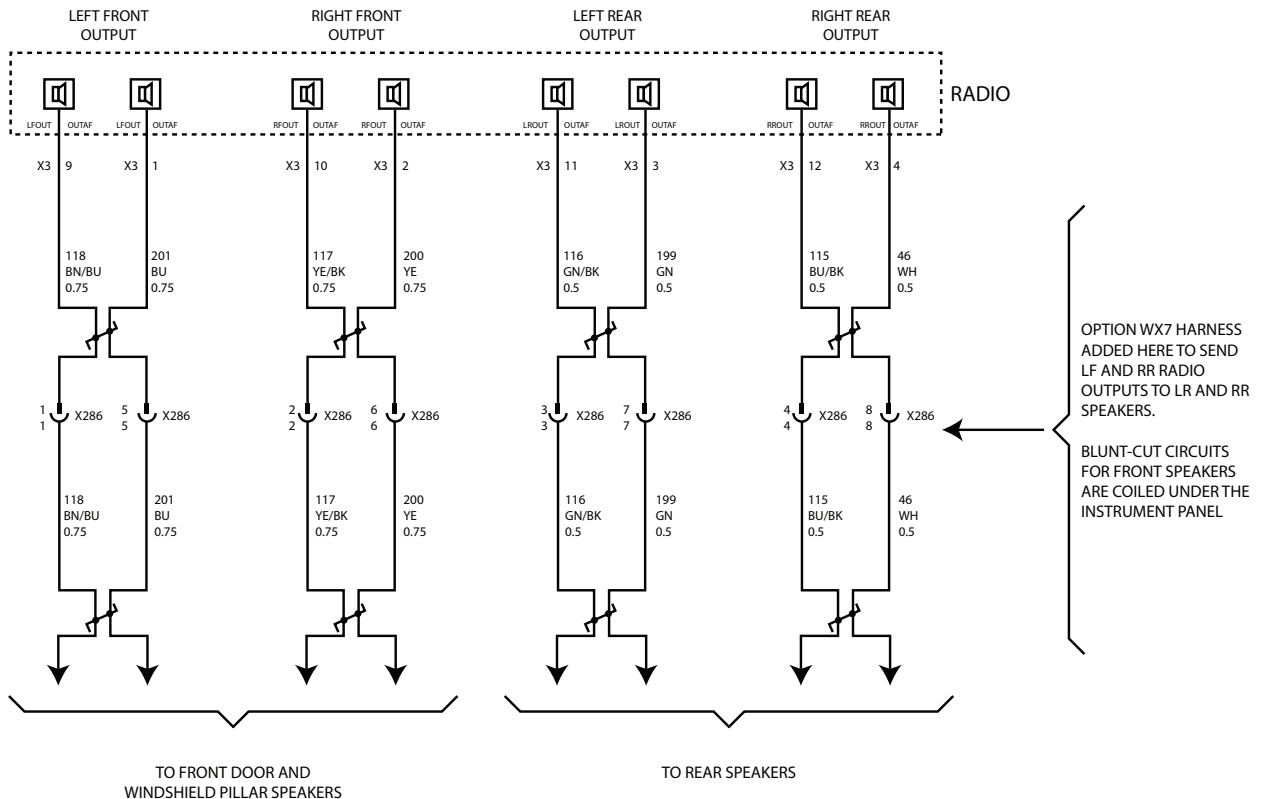 LEFT FRONT
OUTPUT
RIGHT FRONT
OUTPUT
LEFT REAR
OUTPUT
RIGHT REAR
OUTPUT
RADIO
LFOUT OUTAF LFOUT OUTAF RFOUT OUTAF RFOUT OUTAF LROUT OUTAF LROUT OUTAF RROUT OUTAF RROUT OUTAF
X3 9 X3 1 X3 10 X3 2 X3 11 X3 3 X3 12 X3 4
118 201 117 200 116 199 115 46
BN/BU BU YE/BK YE GN/BK GN BU/BK WH
0.75 0.75 0.75 0.75 0.5 0.5 0.5 0.5
1 5 2 6 3 7 4 8
X286 X286 X286 X286 X286 X286 X286 X286
1 5 2 6 3 7 4 8
118 201 117 200 116 199 115 46
BN/BU BU YE/BK YE GN/BK GN BU/BK WH
0.75 0.75 0.75 0.75 0.5 0.5 0.5 0.5
OPTION WX7 HARNESS
ADDED HERE TO SEND
LF AND RR RADIO
OUTPUTS TO LR AND RR
SPEAKERS.
BLUNT-CUT CIRCUITS
FOR FRONT SPEAKERS
ARE COILED UNDER THE
INSTRUMENT PANEL
TO FRONT DOOR AND
WINDSHIELD PILLAR SPEAKERS
TO REAR SPEAKERS